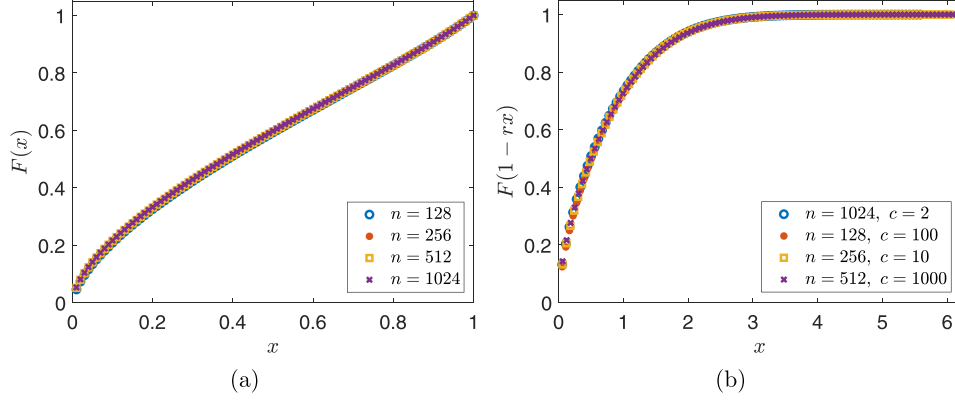 1
0.8
0.6
0.4
0.2
0
F(x)
n = 128
n = 256
n = 512
n = 1024
0 0.2 0.4 0.6 0.8 1
x
(a)
1
0.8
0.6
0.4
0.2
0
F(1 − rx)
n = 1024, c = 2
n = 128, c = 100
n = 256, c = 10
n = 512, c = 1000
0 1 2 3 4 5 6
x
(b)